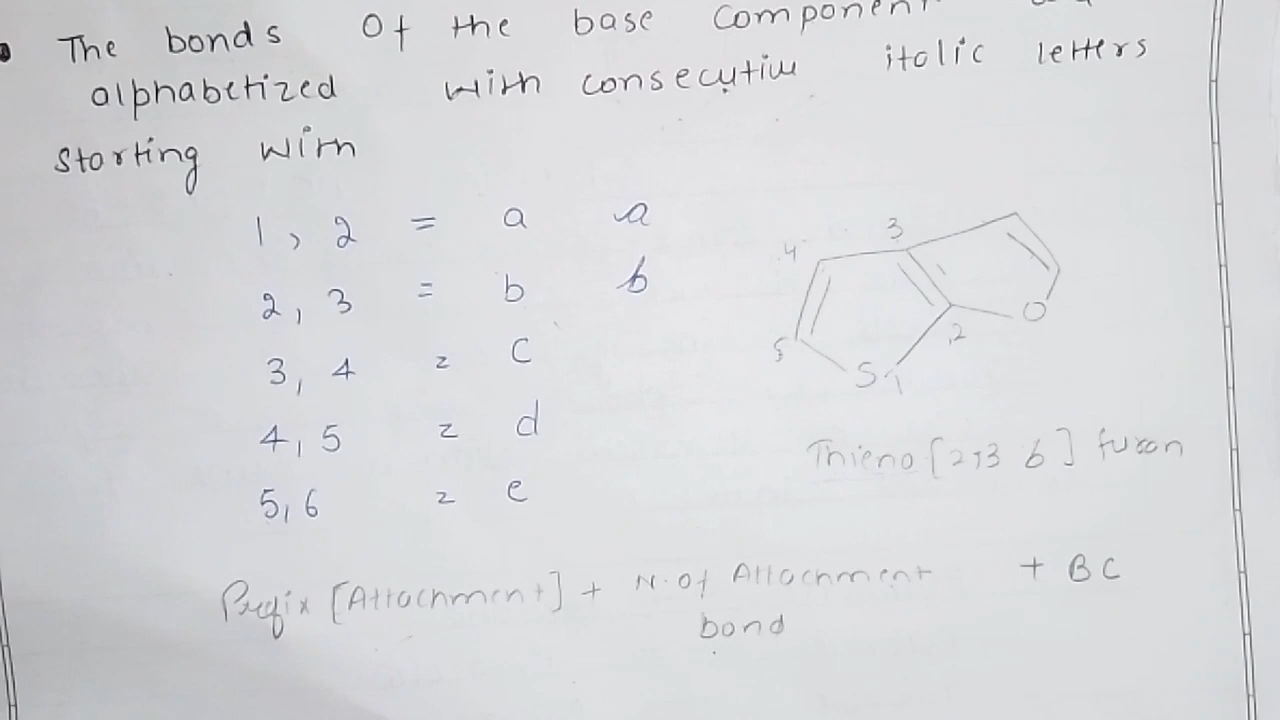 The bonds of the base component
alphabetized with consecutive italic letters
starting with
1, 2 = a a
2, 3 = b b
3, 4 = c
4, 5 = d
5, 6 = e
3
4
5
S 1
2
O
Thieno [2,3 b] furan
Prefix [Attachment] + N. of Attachment + BC
bond